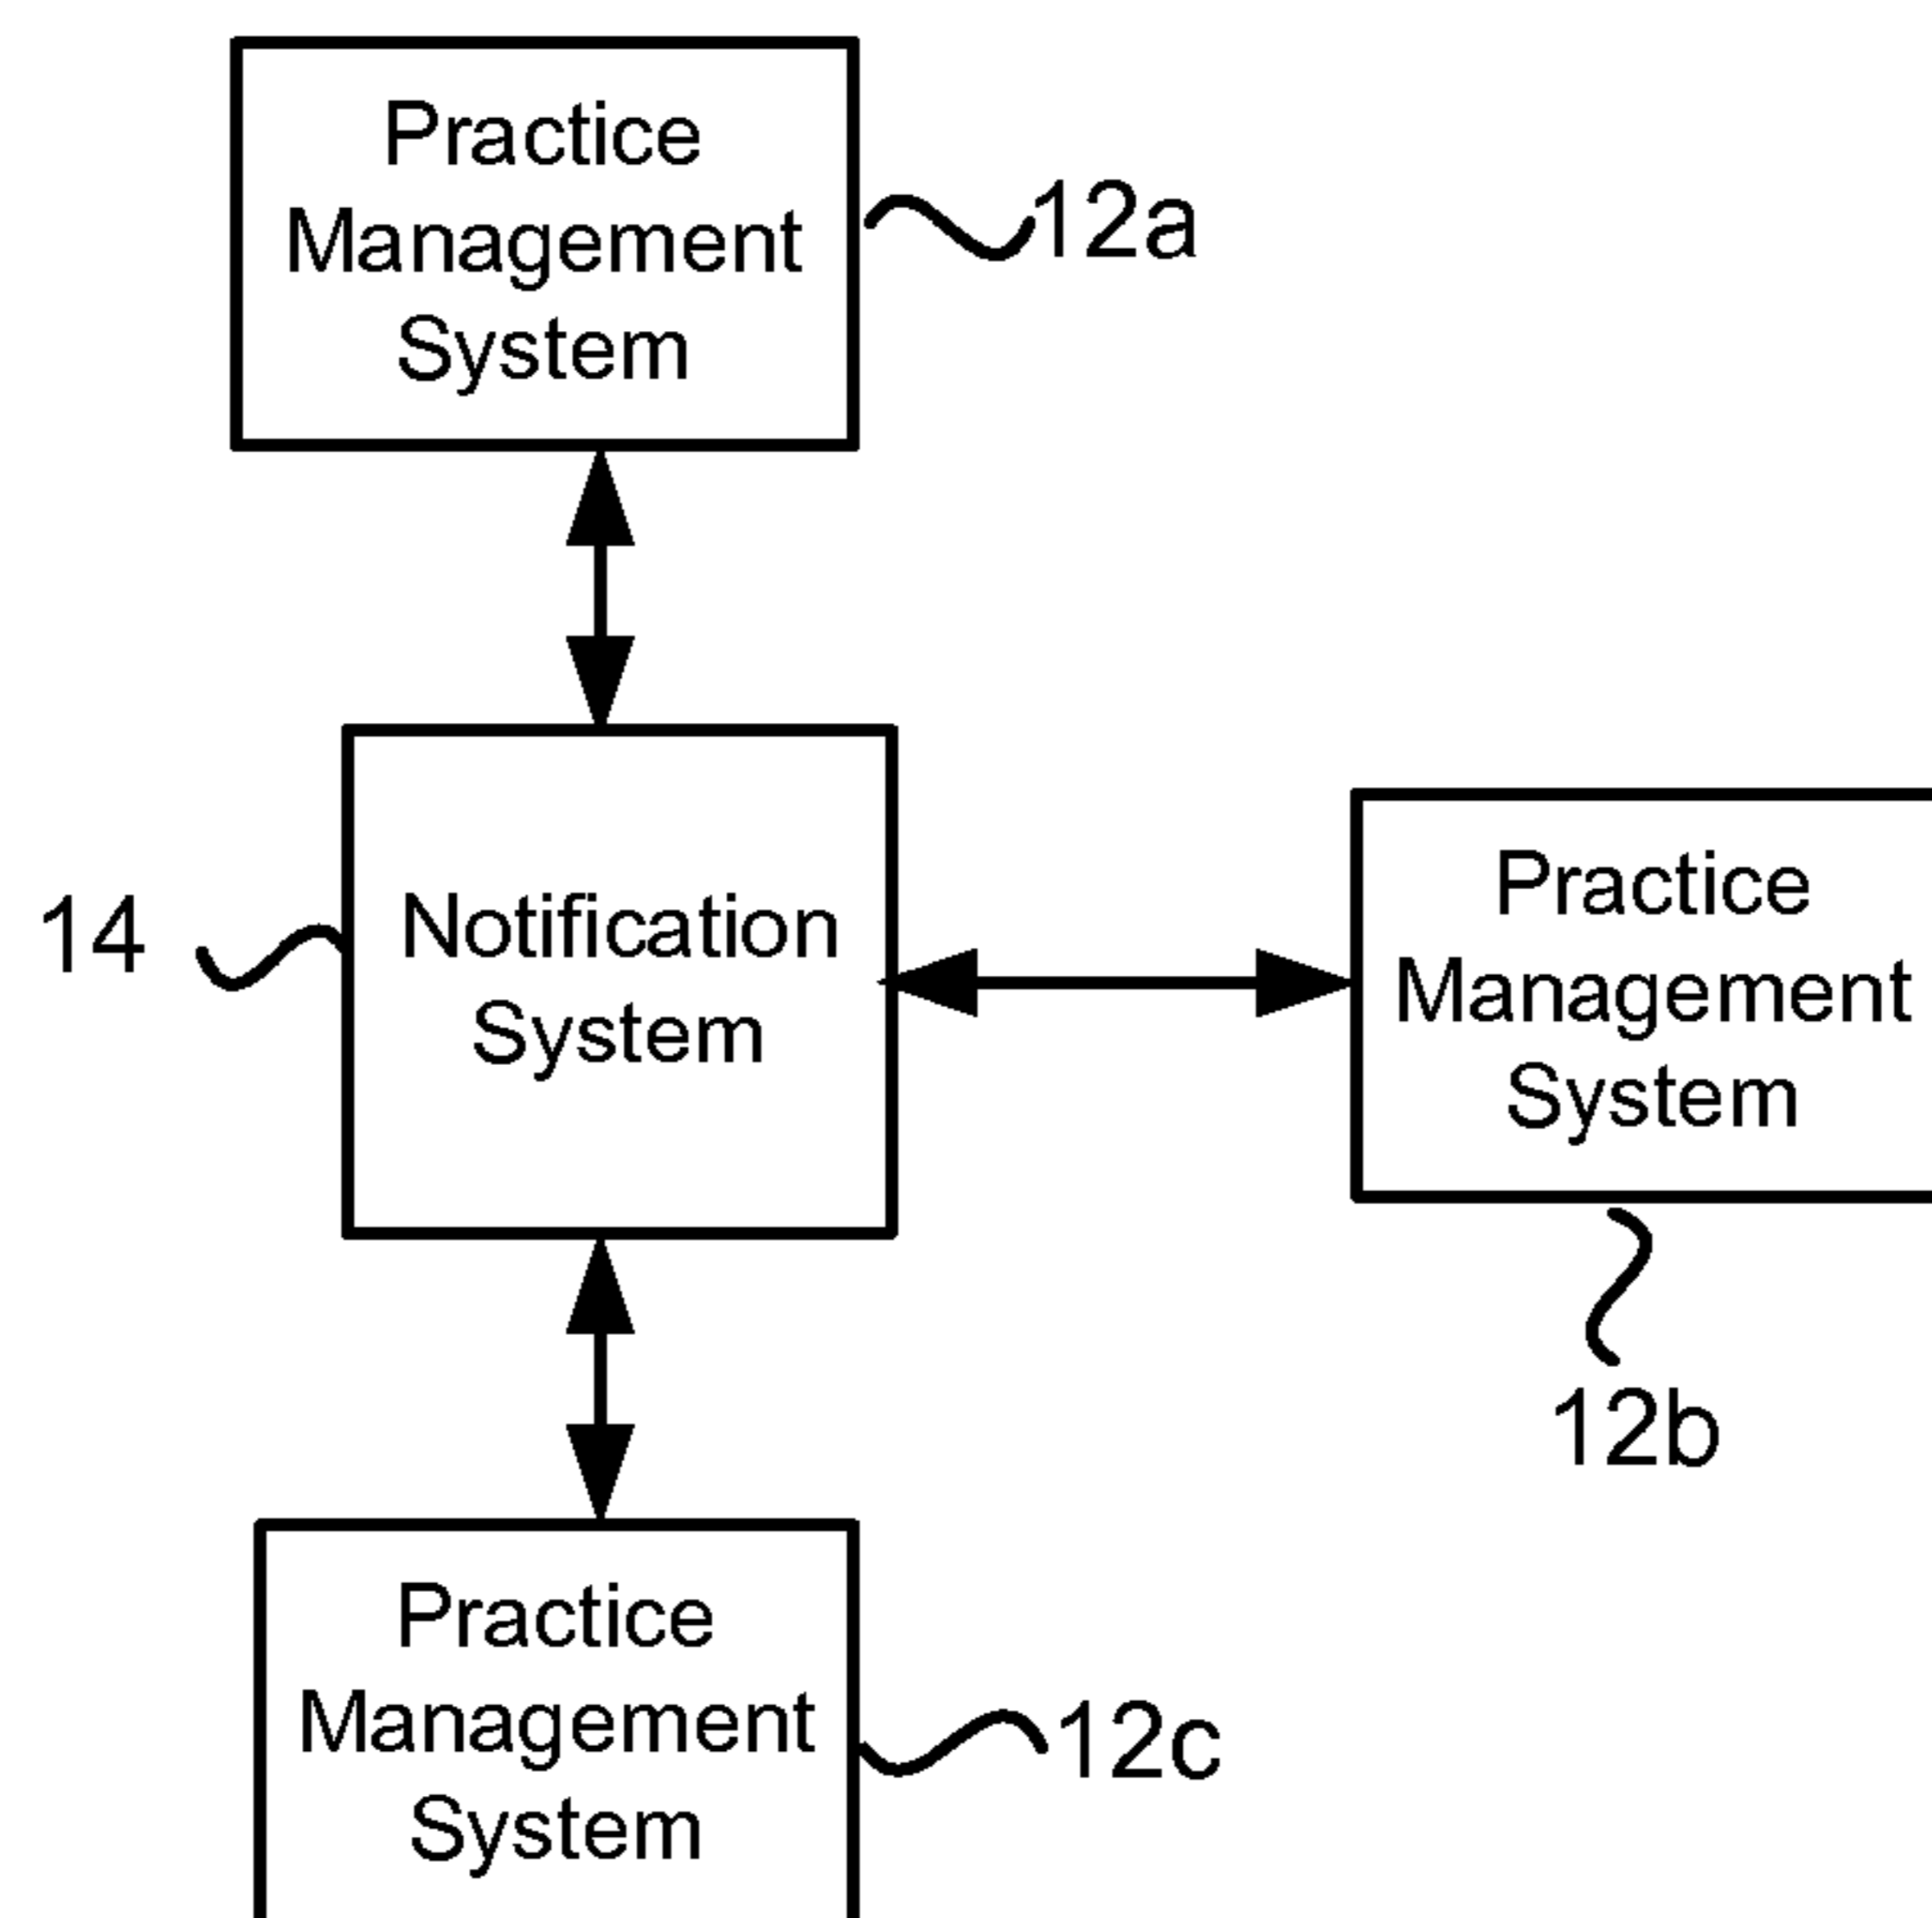 Practice
Management
System
12a
14
Notification
System
Practice
Management
System
12b
Practice
Management
System
12c